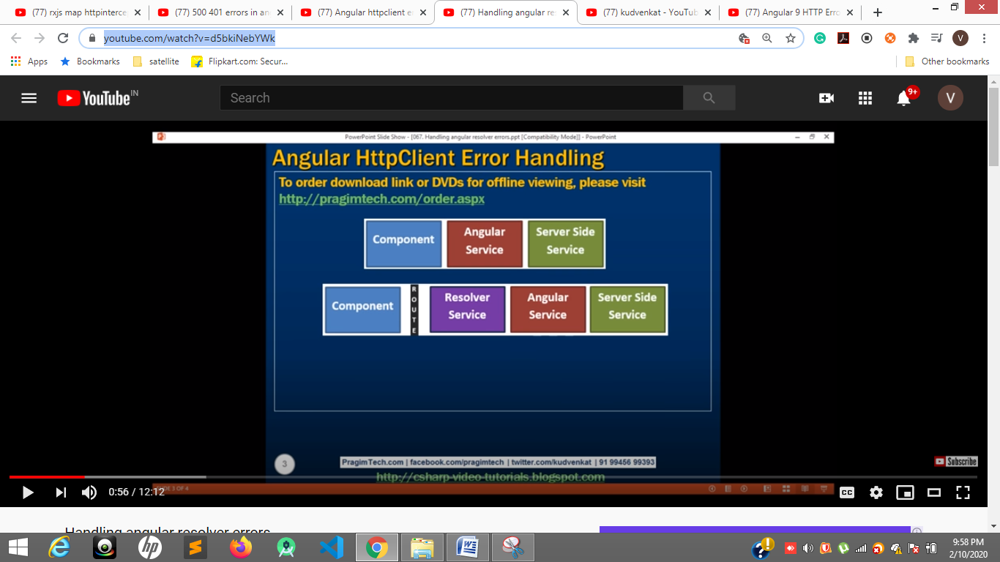 (77) rxjs map httpinterce
(77) 500 401 errors in an
(77) Angular httpclient e
(77) Handling angular re
(77) kudvenkat - YouTub
(77) Angular 9 HTTP Erro
youtube.com/watch?v=d5bkiNebYWk
V
Apps
Bookmarks
satellite
Flipkart.com: Secur...
Other bookmarks
YouTube IN
Search
9+
V
PowerPoint Slide Show - [067. Handling angular resolver errors.ppt [Compatibility Mode]] - PowerPoint
Angular HttpClient Error Handling
To order download link or DVDs for offline viewing, please visit
http://pragimtech.com/order.aspx
Component
Angular Service
Server Side Service
Component
ROUTE
Resolver Service
Angular Service
Server Side Service
3
PragimTech.com | facebook.com/pragimtech | twitter.com/kudvenkat | 91 99456 99393
Subscribe
http://csharp-video-tutorials.blogspot.com
SLIDE 3 OF 4
0:56 / 12:12
CC
Handling angular resolver errors
9:58 PM
2/10/2020